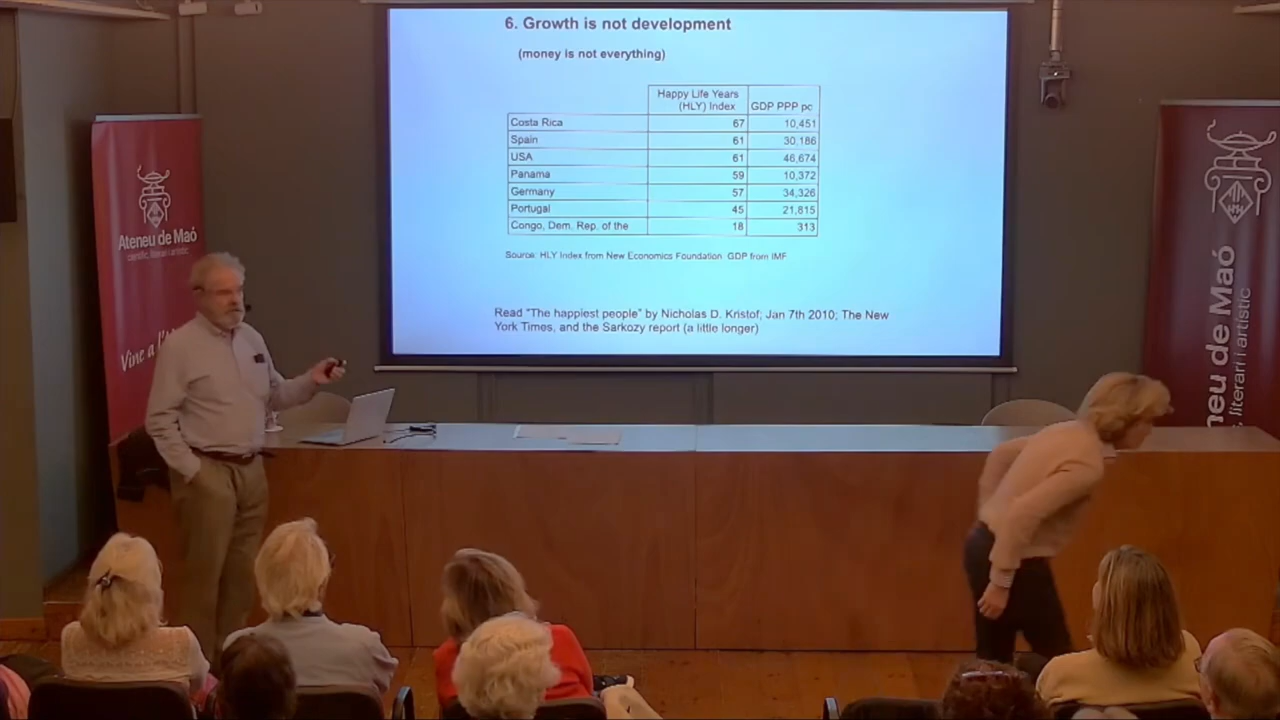 6. Growth is not development
(money is not everything)
Happy Life Years
(HLY) Index
GDP PPP pc
Costa Rica 67 10,451
Spain 61 30,186
USA 61 46,674
Panama 59 10,372
Germany 57 34,326
Portugal 45 21,815
Congo, Dem. Rep. of the 18 313
Source: HLY Index from New Economics Foundation GDP from IMF
Read "The happiest people" by Nicholas D. Kristof; Jan 7th 2010; The New
York Times, and the Sarkozy report (a little longer)
Ateneu de Maó
científic, literari i artístic
Vine a
neu de Maó
literari i artístic